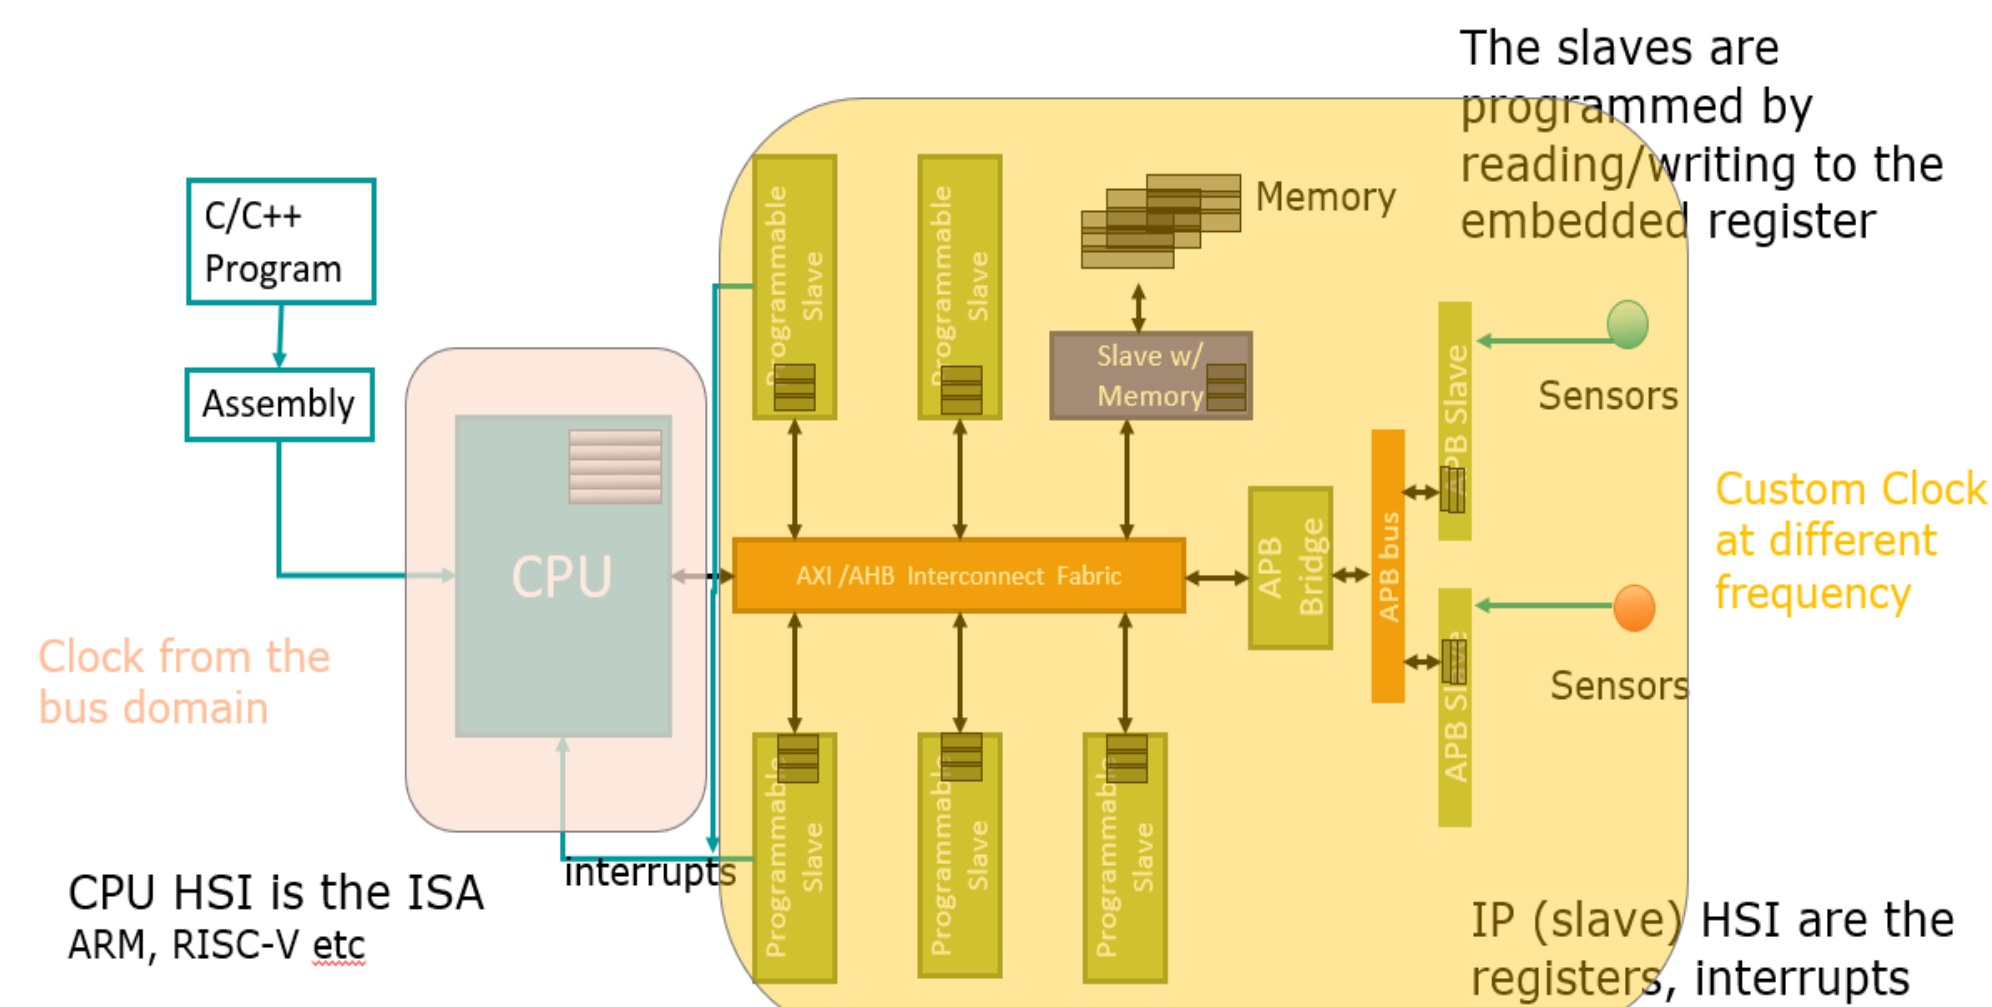 The slaves are
programmed by
reading/writing to the
embedded register
C/C++
Program
Assembly
CPU
Clock from the
bus domain
CPU HSI is the ISA
ARM, RISC-V etc
interrupts
Programmable
Slave
Programmable
Slave
Memory
Slave w/
Memory
AXI /AHB Interconnect Fabric
Programmable
Slave
Programmable
Slave
Programmable
Slave
APB
Bridge
APB bus
APB Slave
APB Slave
Sensors
Sensors
Custom Clock
at different
frequency
IP (slave) HSI are the
registers, interrupts